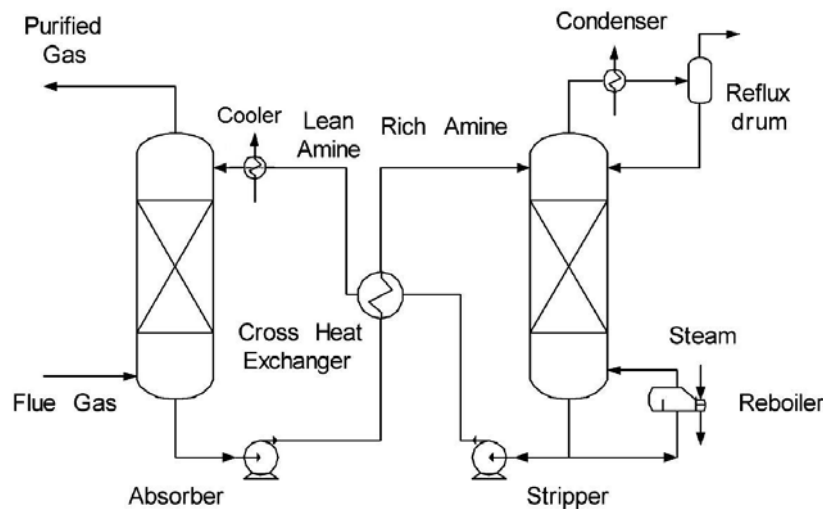 Purified
Gas
Condenser
Cooler
Lean
Amine
Rich Amine
Reflux
drum
Cross Heat
Exchanger
Steam
Flue Gas
Reboiler
Absorber
Stripper